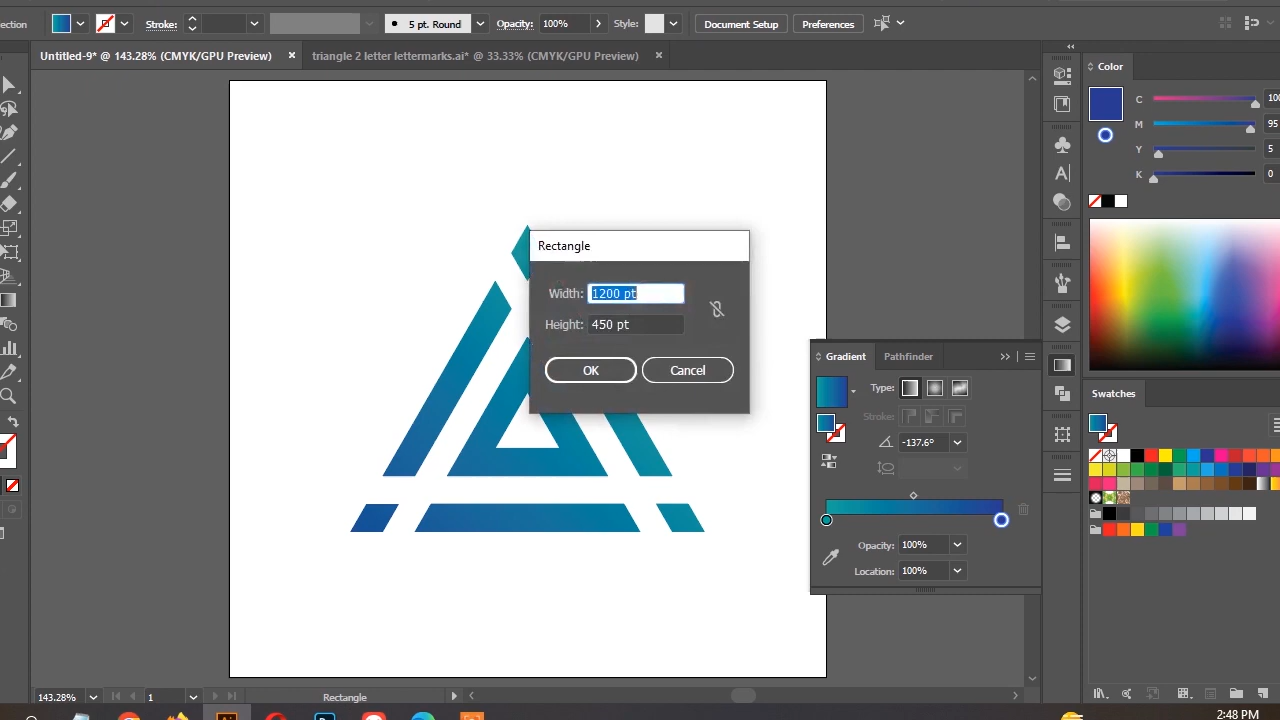 ection Stroke: 5 pt. Round Opacity: 100% Style: Document Setup Preferences
Untitled-9* @ 143.28% (CMYK/GPU Preview) × triangle 2 letter lettermarks.ai* @ 33.33% (CMYK/GPU Preview) ×
Color
C 100
M 95
Y 5
K 0
Rectangle
Width: 1200 pt
Height: 450 pt
OK Cancel
Gradient Pathfinder
Type:
Stroke:
-137.6°
Opacity: 100%
Location: 100%
Swatches
143.28% 1 Rectangle
2:48 PM